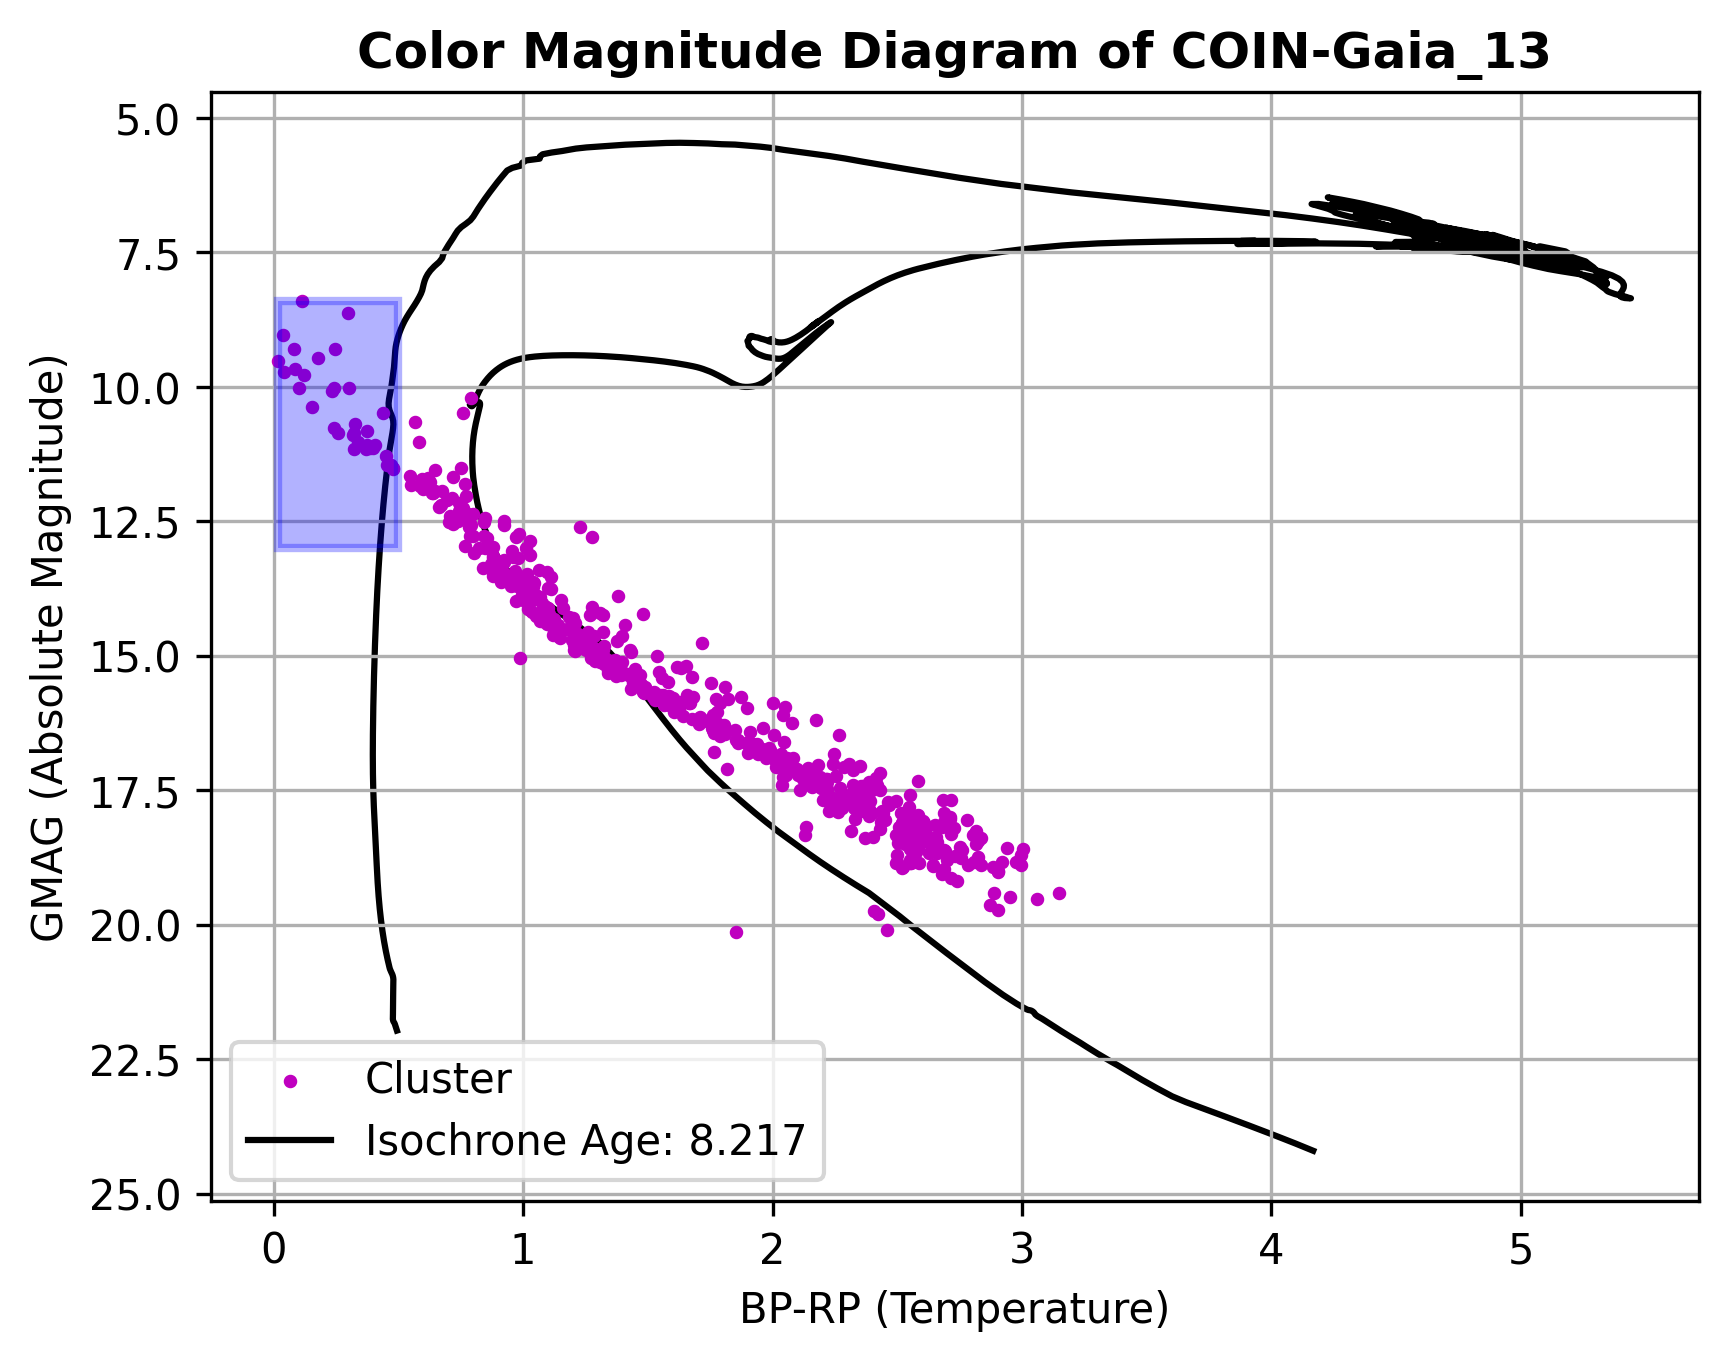 Color Magnitude Diagram of COIN-Gaia_13
GMAG (Absolute Magnitude)
5.0
7.5
10.0
12.5
15.0
17.5
20.0
22.5
25.0
Cluster
Isochrone Age: 8.217
0 1 2 3 4 5
BP-RP (Temperature)